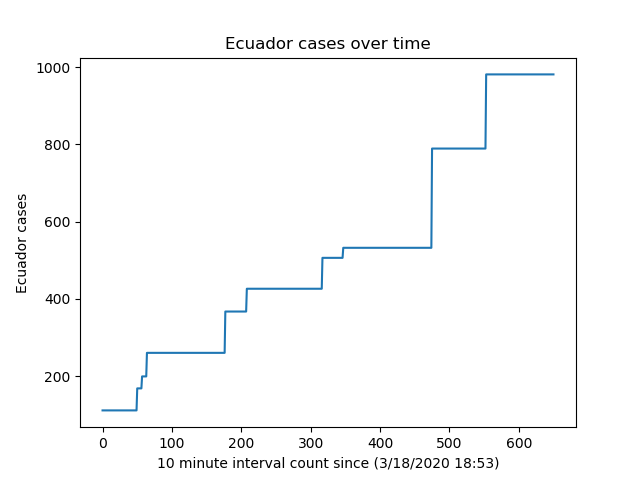 Ecuador cases over time
1000
800
600
400
200
Ecuador cases
0 100 200 300 400 500 600
10 minute interval count since (3/18/2020 18:53)